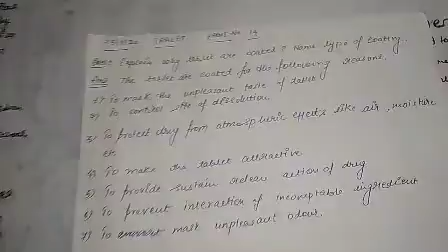 Ques: Explain why tablet are coated? Name type of coating.
Ans: The tablet are coated for the following reasons.
1) To mask the unpleasant taste of tablet
2) To control site of dissolution.
3) To protect drug from atmospheric effects like air, moisture
etc
4) To make the tablet attractive
5) To provide sustain releas action of drug
6) To prevent interaction of incompatable ingredient
7) To mask unpleasant odour.